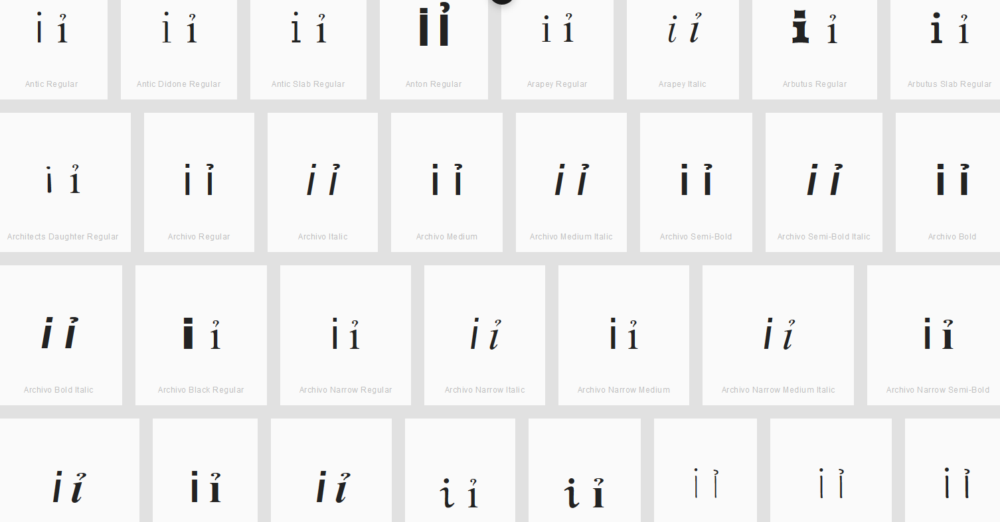 i ỉ i ỉ i ỉ i ỉ i ỉ i ỉ i ỉ i ỉ
Antic Regular Antic Didone Regular Antic Slab Regular Anton Regular Arapey Regular Arapey Italic Arbutus Regular Arbutus Slab Regular
i ỉ i ỉ i ỉ i ỉ i ỉ i ỉ i ỉ i ỉ
Architects Daughter Regular Archivo Regular Archivo Italic Archivo Medium Archivo Medium Italic Archivo Semi-Bold Archivo Semi-Bold Italic Archivo Bold
i ỉ i ỉ i ỉ i ỉ i ỉ i ỉ i ỉ
Archivo Bold Italic Archivo Black Regular Archivo Narrow Regular Archivo Narrow Italic Archivo Narrow Medium Archivo Narrow Medium Italic Archivo Narrow Semi-Bold
i ỉ i ỉ i ỉ i ỉ i ỉ i ỉ i ỉ i ỉ